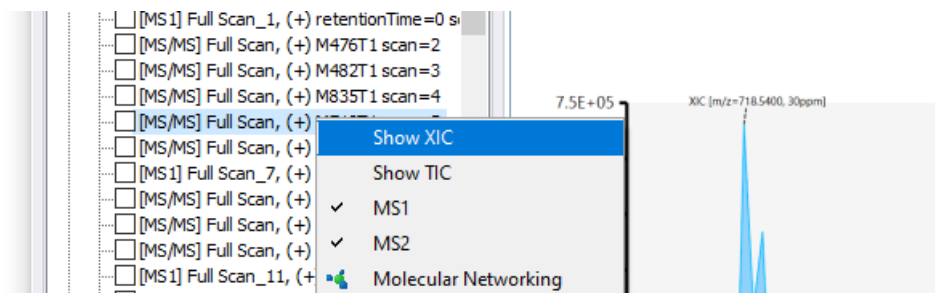 [MS1] Full Scan_1, (+) retentionTime=0
[MS/MS] Full Scan, (+) M476T1 scan=2
[MS/MS] Full Scan, (+) M482T1 scan=3
[MS/MS] Full Scan, (+) M835T1 scan=4
[MS/MS] Full Scan, (+)
[MS/MS] Full Scan, (+)
[MS1] Full Scan_7, (+)
[MS/MS] Full Scan, (+)
[MS/MS] Full Scan, (+)
[MS/MS] Full Scan, (+)
[MS1] Full Scan_11, (+
Show XIC
Show TIC
MS1
MS2
Molecular Networking
7.5E+05
XIC [m/z=718.5400, 30ppm]